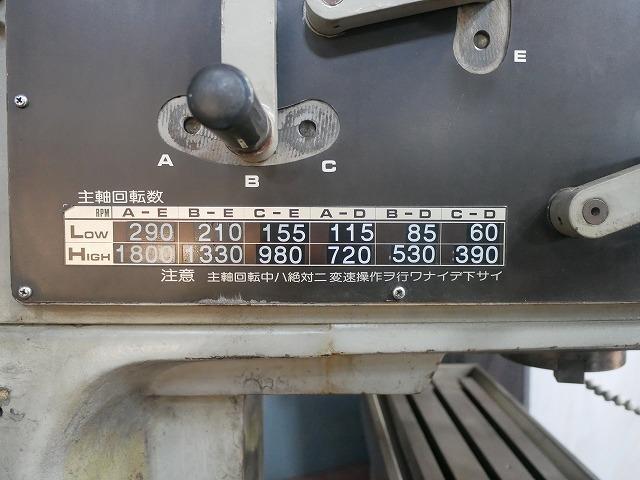 E
A
C
B
主軸回転数
RPM A-E B-E C-E A-D B-D C-D
LOW 290 210 155 115 85 60
HIGH 1800 1330 980 720 530 390
注意 主軸回転中ハ絶対ニ変速操作ヲ行ワナイデ下サイ